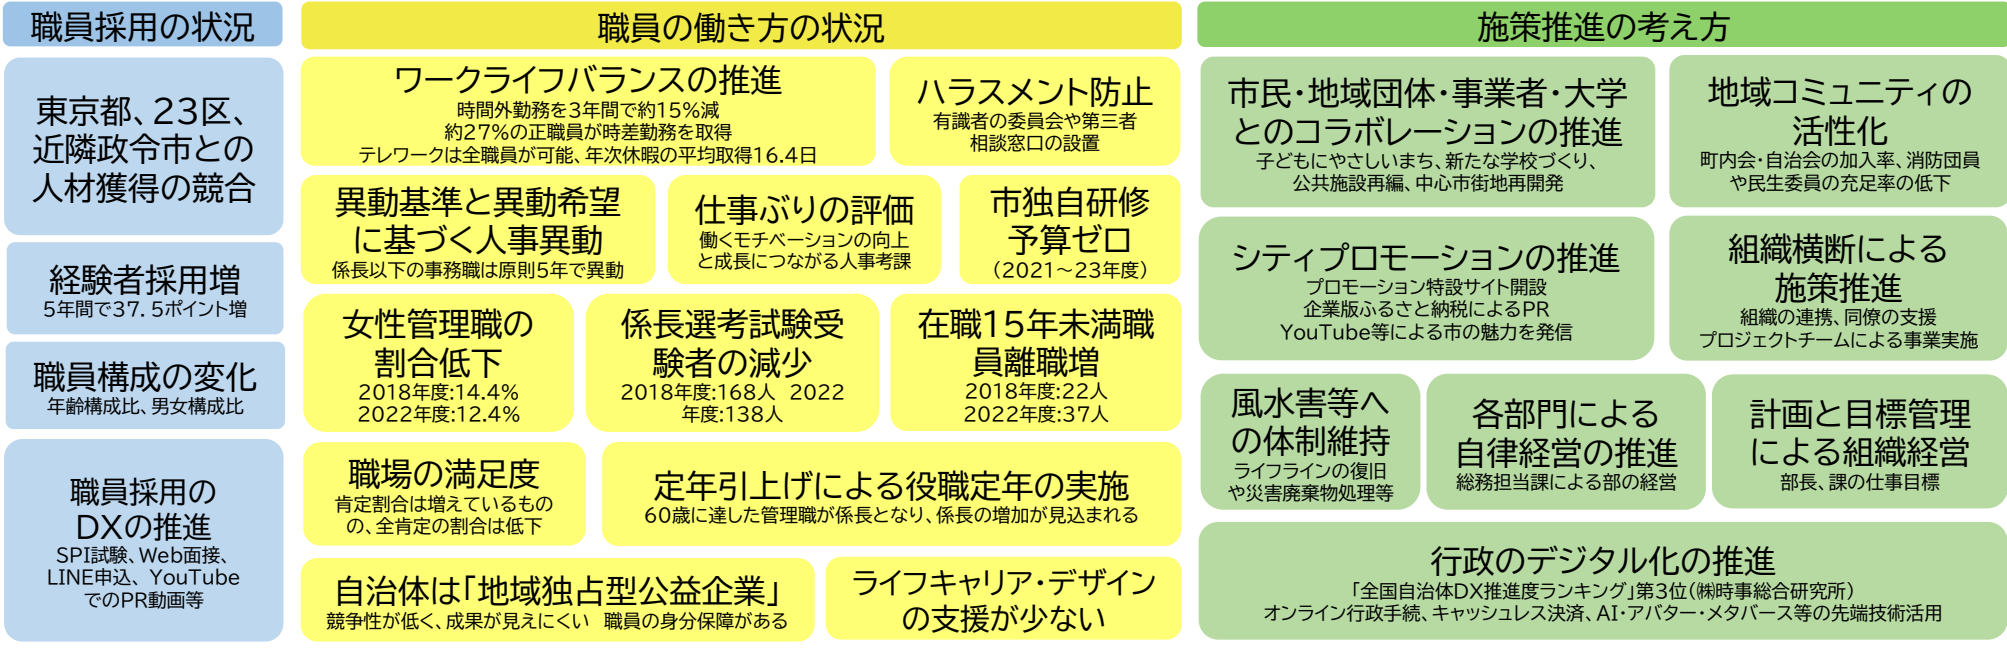 職員採用の状況
東京都、23区、
近隣政令市との
人材獲得の競合
経験者採用増
5年間で37.5ポイント増
職員構成の変化
年齢構成比、男女構成比
職員採用の
DXの推進
SPI試験、Web面接、
LINE申込、YouTube
でのPR動画等
職員の働き方の状況
ワークライフバランスの推進
時間外勤務を3年間で約15%減
約27%の正職員が時差勤務を取得
テレワークは全職員が可能、年次休暇の平均取得16.4日
ハラスメント防止
有識者の委員会や第三者
相談窓口の設置
異動基準と異動希望
に基づく人事異動
係長以下の事務職は原則5年で異動
仕事ぶりの評価
働くモチベーションの向上
と成長につながる人事考課
市独自研修
予算ゼロ
(2021~23年度)
女性管理職の
割合低下
2018年度:14.4%
2022年度:12.4%
係長選考試験受
験者の減少
2018年度:168人 2022
年度:138人
在職15年未満職
員離職増
2018年度:22人
2022年度:37人
職場の満足度
肯定割合は増えているもの
の、全肯定の割合は低下
定年引上げによる役職定年の実施
60歳に達した管理職が係長となり、係長の増加が見込まれる
自治体は「地域独占型公益企業」
競争性が低く、成果が見えにくい 職員の身分保障がある
ライフキャリア・デザイン
の支援が少ない
施策推進の考え方
市民・地域団体・事業者・大学
とのコラボレーションの推進
子どもにやさしいまち、新たな学校づくり、
公共施設再編、中心市街地再開発
地域コミュニティの
活性化
町内会・自治会の加入率、消防団員
や民生委員の充足率の低下
シティプロモーションの推進
プロモーション特設サイト開設
企業版ふるさと納税によるPR
YouTube等による市の魅力を発信
組織横断による
施策推進
組織の連携、同僚の支援
プロジェクトチームによる事業実施
風水害等へ
の体制維持
ライフラインの復旧
や災害廃棄物処理等
各部門による
自律経営の推進
総務担当課による部の経営
計画と目標管理
による組織経営
部長、課の仕事目標
行政のデジタル化の推進
「全国自治体DX推進度ランキング」第3位(㈱時事総合研究所)
オンライン行政手続、キャッシュレス決済、AI・アバター・メタバース等の先端技術活用